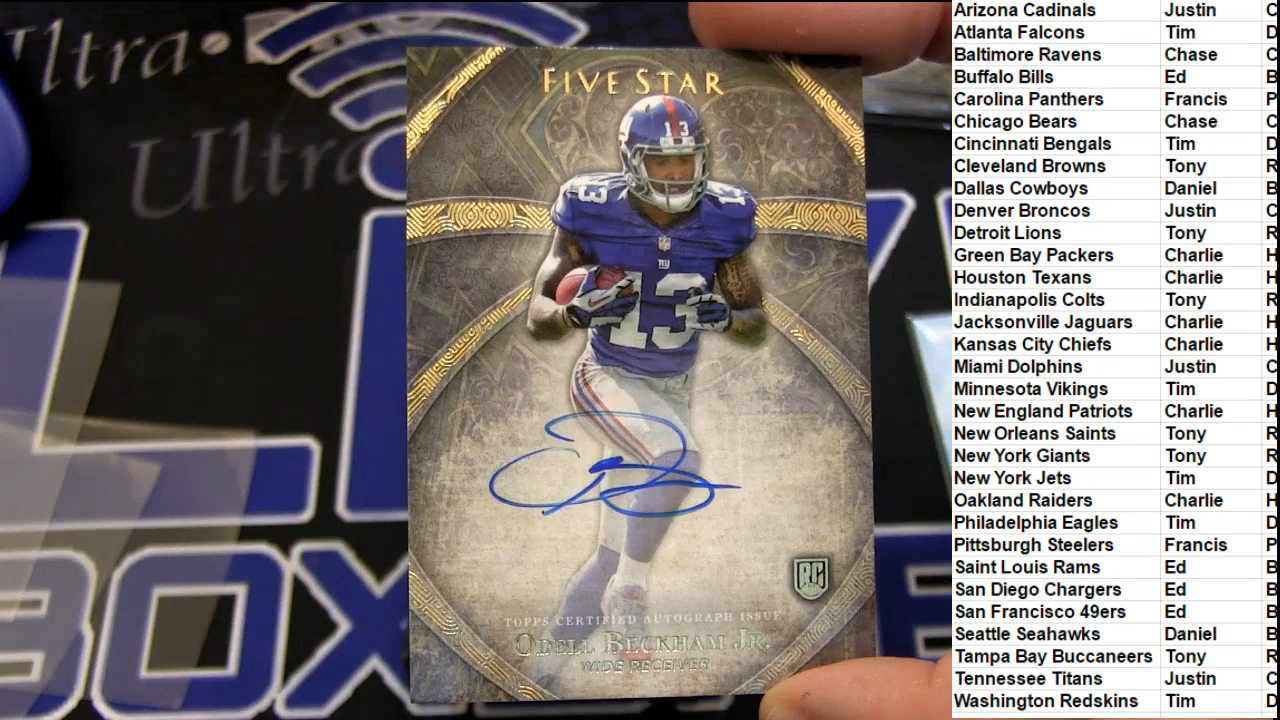 Ultra
Ultra
BOX
FIVE STAR
13
13
13
NFL
ny
13
RC
TOPPS CERTIFIED AUTOGRAPH ISSUE
ODELL BECKHAM JR.
WIDE RECEIVER
Arizona Cadinals Justin C
Atlanta Falcons Tim D
Baltimore Ravens Chase C
Buffalo Bills Ed B
Carolina Panthers Francis P
Chicago Bears Chase C
Cincinnati Bengals Tim D
Cleveland Browns Tony R
Dallas Cowboys Daniel B
Denver Broncos Justin C
Detroit Lions Tony R
Green Bay Packers Charlie H
Houston Texans Charlie H
Indianapolis Colts Tony R
Jacksonville Jaguars Charlie H
Kansas City Chiefs Charlie H
Miami Dolphins Justin C
Minnesota Vikings Tim D
New England Patriots Charlie H
New Orleans Saints Tony R
New York Giants Tony R
New York Jets Tim D
Oakland Raiders Charlie H
Philadelphia Eagles Tim D
Pittsburgh Steelers Francis P
Saint Louis Rams Ed B
San Diego Chargers Ed B
San Francisco 49ers Ed B
Seattle Seahawks Daniel B
Tampa Bay Buccaneers Tony R
Tennessee Titans Justin C
Washington Redskins Tim D